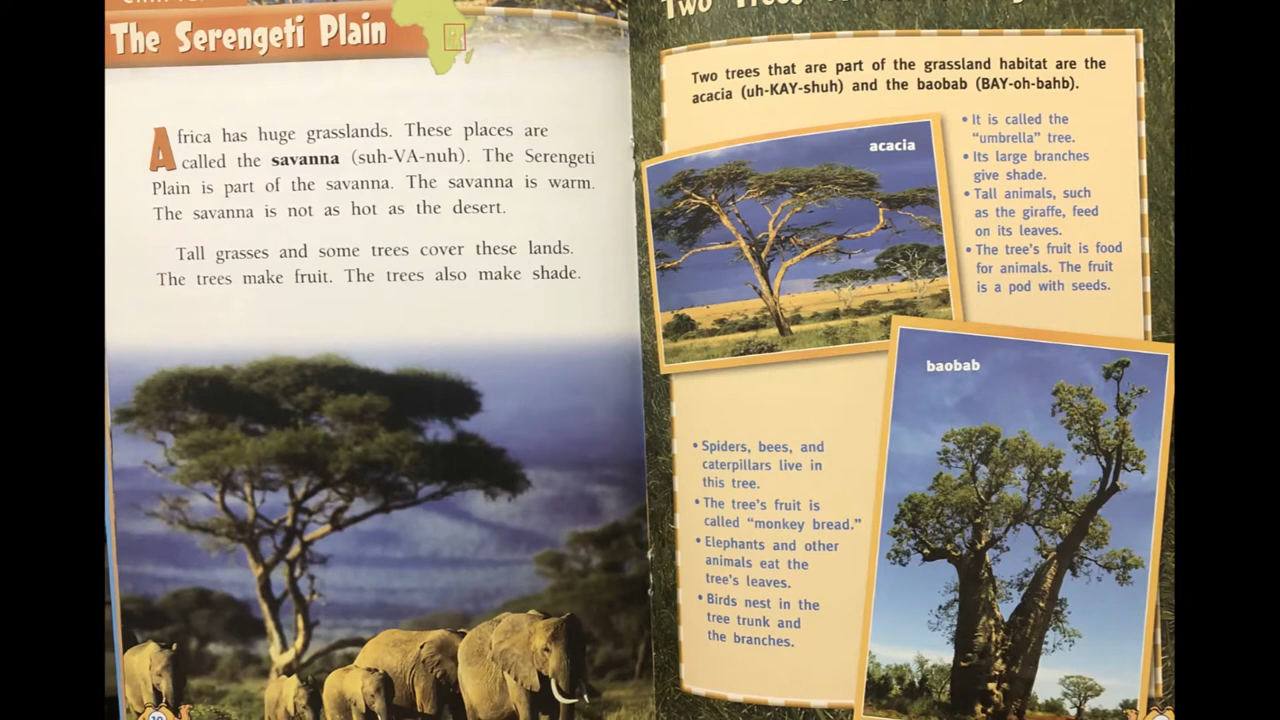 The Serengeti Plain
Africa has huge grasslands. These places are
called the savanna (suh-VA-nuh). The Serengeti
Plain is part of the savanna. The savanna is warm.
The savanna is not as hot as the desert.
Tall grasses and some trees cover these lands.
The trees make fruit. The trees also make shade.
10
Two Trees
Two trees that are part of the grassland habitat are the
acacia (uh-KAY-shuh) and the baobab (BAY-oh-bahb).
acacia
• It is called the
"umbrella" tree.
• Its large branches
give shade.
• Tall animals, such
as the giraffe, feed
on its leaves.
• The tree's fruit is food
for animals. The fruit
is a pod with seeds.
baobab
• Spiders, bees, and
caterpillars live in
this tree.
• The tree's fruit is
called "monkey bread."
• Elephants and other
animals eat the
tree's leaves.
• Birds nest in the
tree trunk and
the branches.